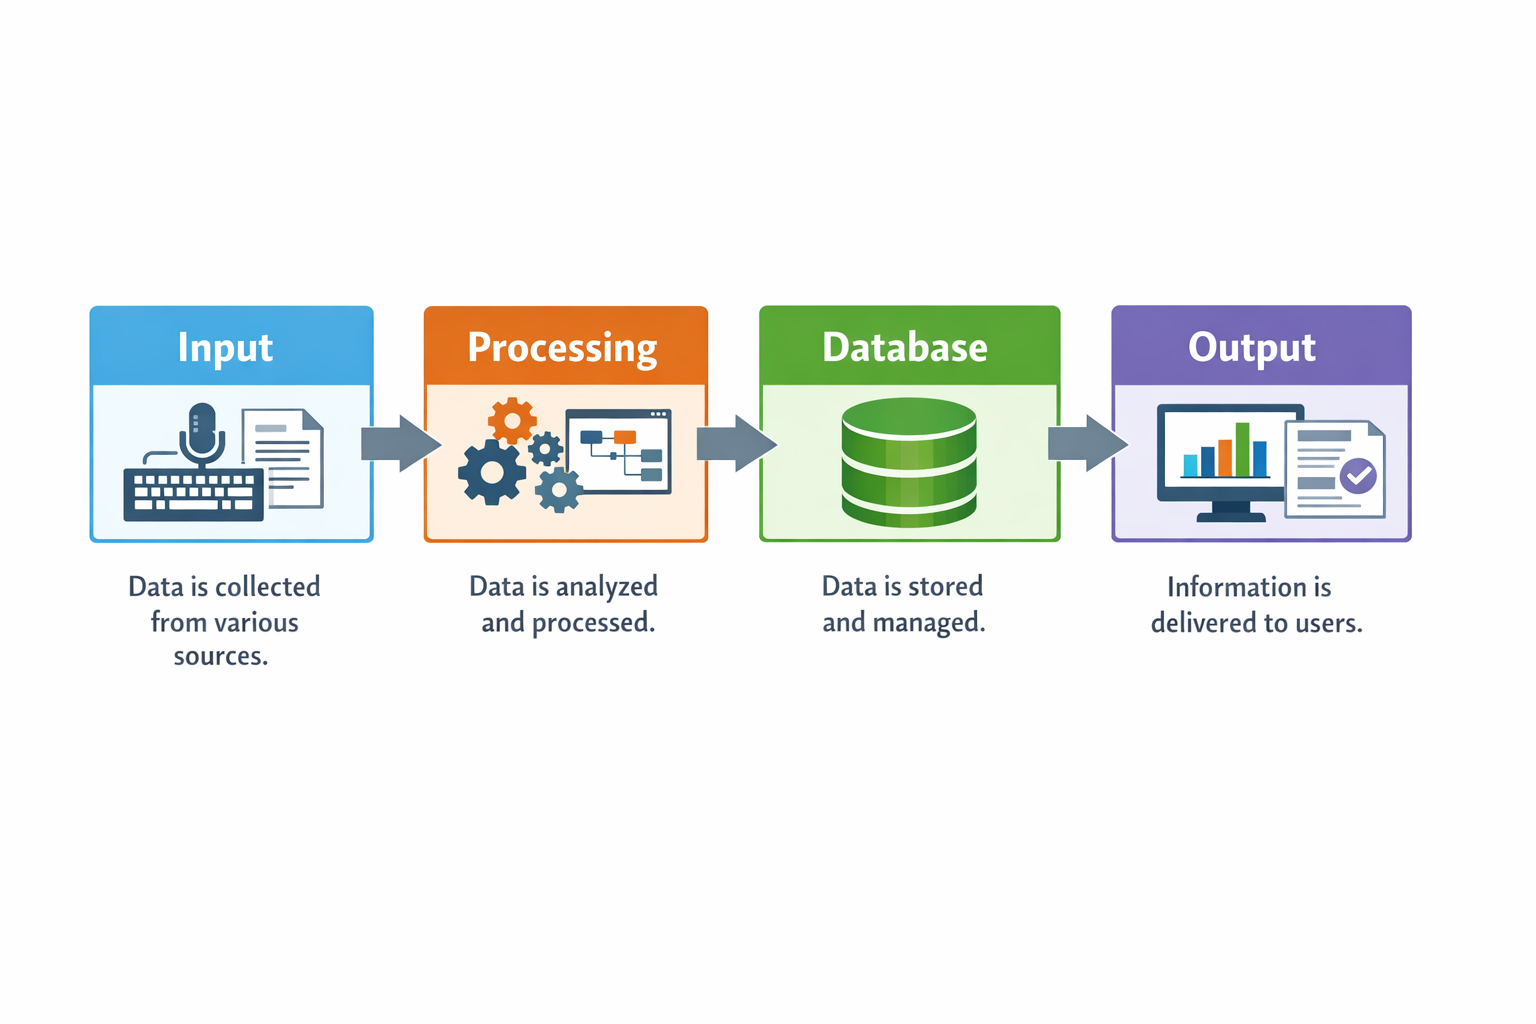 Input
Processing
Database
Output
Data is collected
from various
sources.
Data is analyzed
and processed.
Data is stored
and managed.
Information is
delivered to users.